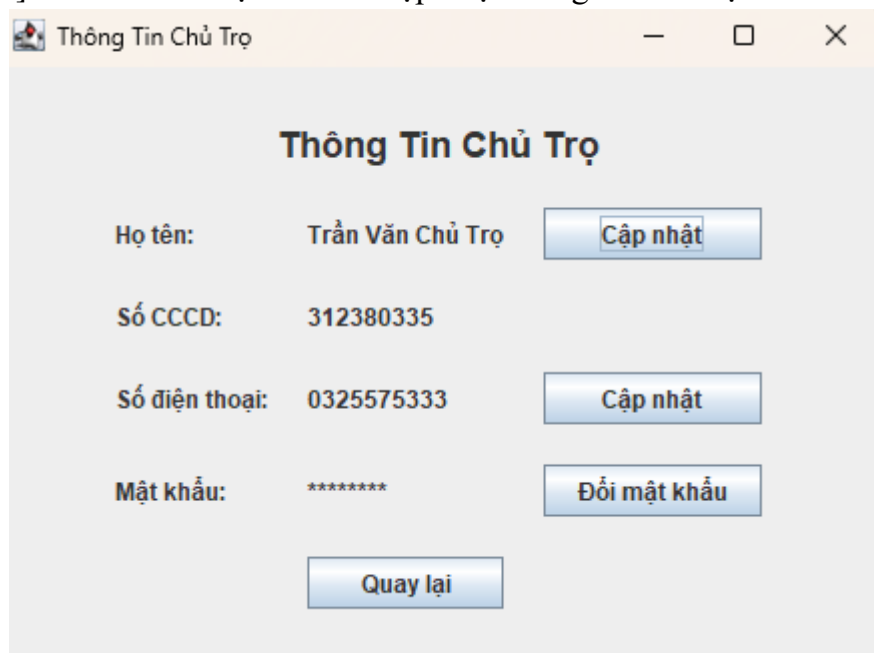 Thông Tin Chủ Trọ
Thông Tin Chủ Trọ
Họ tên: Trần Văn Chủ Trọ Cập nhật
Số CCCD: 312380335
Số điện thoại: 0325575333 Cập nhật
Mật khẩu: ******** Đổi mật khẩu
Quay lại